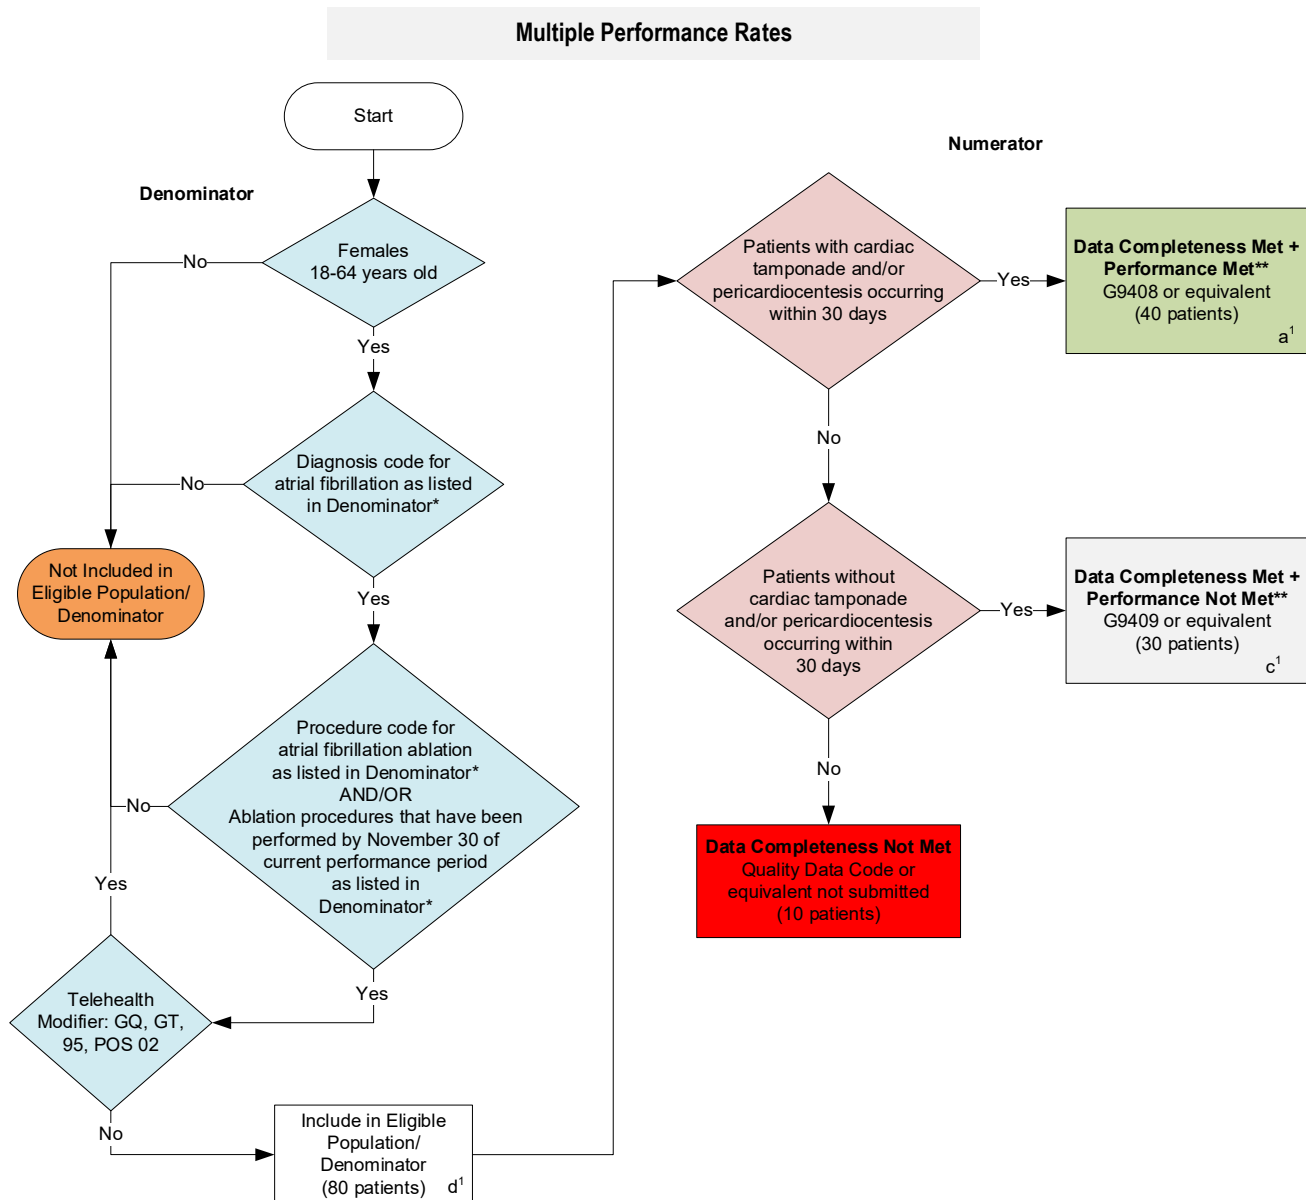 Multiple Performance Rates
Start
Denominator
Females
18-64 years old
No
Yes
Diagnosis code for
atrial fibrillation as listed
in Denominator*
No
Not Included in
Eligible Population/
Denominator
Yes
Procedure code for
atrial fibrillation ablation
as listed in Denominator*
AND/OR
Ablation procedures that have been
performed by November 30 of
current performance period
as listed in
Denominator*
No
Yes
Yes
Telehealth
Modifier: GQ, GT,
95, POS 02
No
Include in Eligible
Population/
Denominator
(80 patients) d¹
Numerator
Patients with cardiac
tamponade and/or
pericardiocentesis occurring
within 30 days
Yes
Data Completeness Met +
Performance Met**
G9408 or equivalent
(40 patients)
a¹
No
Patients without
cardiac tamponade
and/or pericardiocentesis
occurring within
30 days
Yes
Data Completeness Met +
Performance Not Met**
G9409 or equivalent
(30 patients)
c¹
No
Data Completeness Not Met
Quality Data Code or
equivalent not submitted
(10 patients)